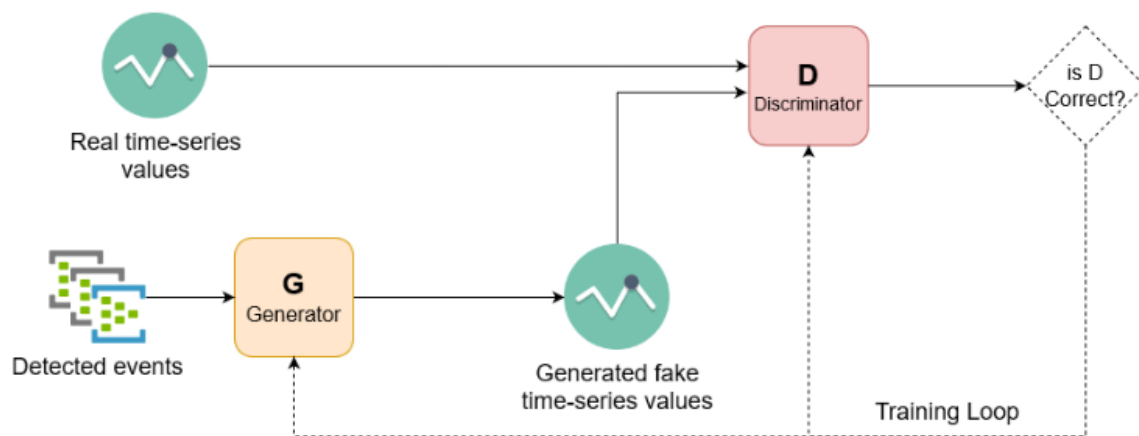 Real time-series
values
D
Discriminator
is D
Correct?
Detected events
G
Generator
Generated fake
time-series values
Training Loop